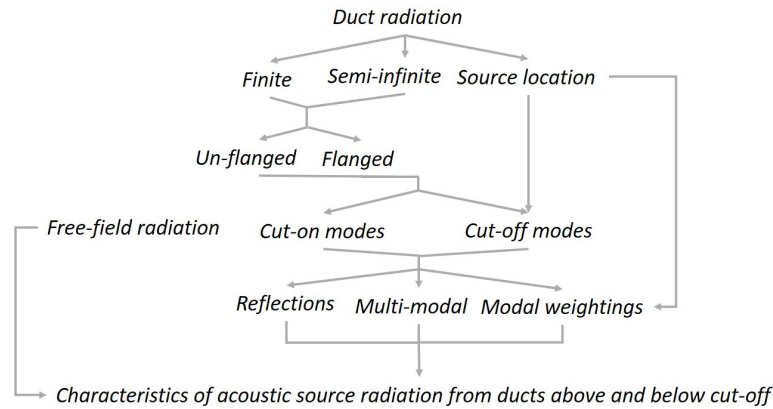 Duct radiation
Finite
Semi-infinite
Source location
Un-flanged
Flanged
Free-field radiation
Cut-on modes
Cut-off modes
Reflections
Multi-modal
Modal weightings
Characteristics of acoustic source radiation from ducts above and below cut-off